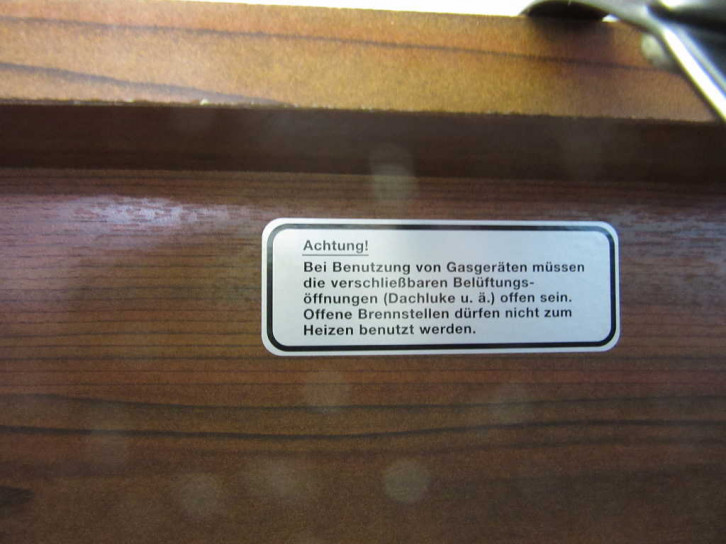 Achtung!
Bei Benutzung von Gasgeräten müssen
die verschließbaren Belüftungs-
öffnungen (Dachluke u. ä.) offen sein.
Offene Brennstellen dürfen nicht zum
Heizen benutzt werden.